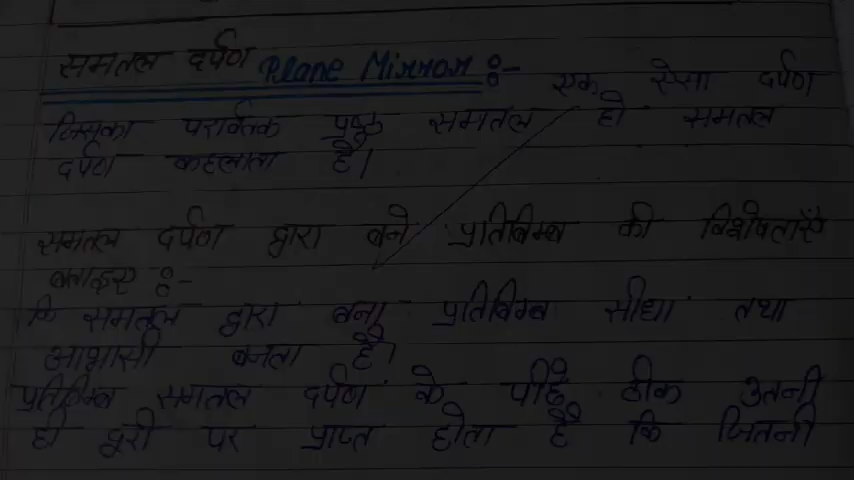 समतल दर्पण Plane Mirror :-
एक ऐसा दर्पण
जिसका परावर्तक पृष्ठ समतल हो समतल
दर्पण कहलाता है।
समतल दर्पण द्वारा बने प्रतिबिम्ब की विशेषताएँ
बताइए :-
कि समतल द्वारा बना प्रतिबिम्ब सीधा तथा
आभासी बनता है।
प्रतिबिम्ब समतल दर्पण के पीछे ठीक उतनी
ही दूरी पर प्राप्त होता है कि जितनी